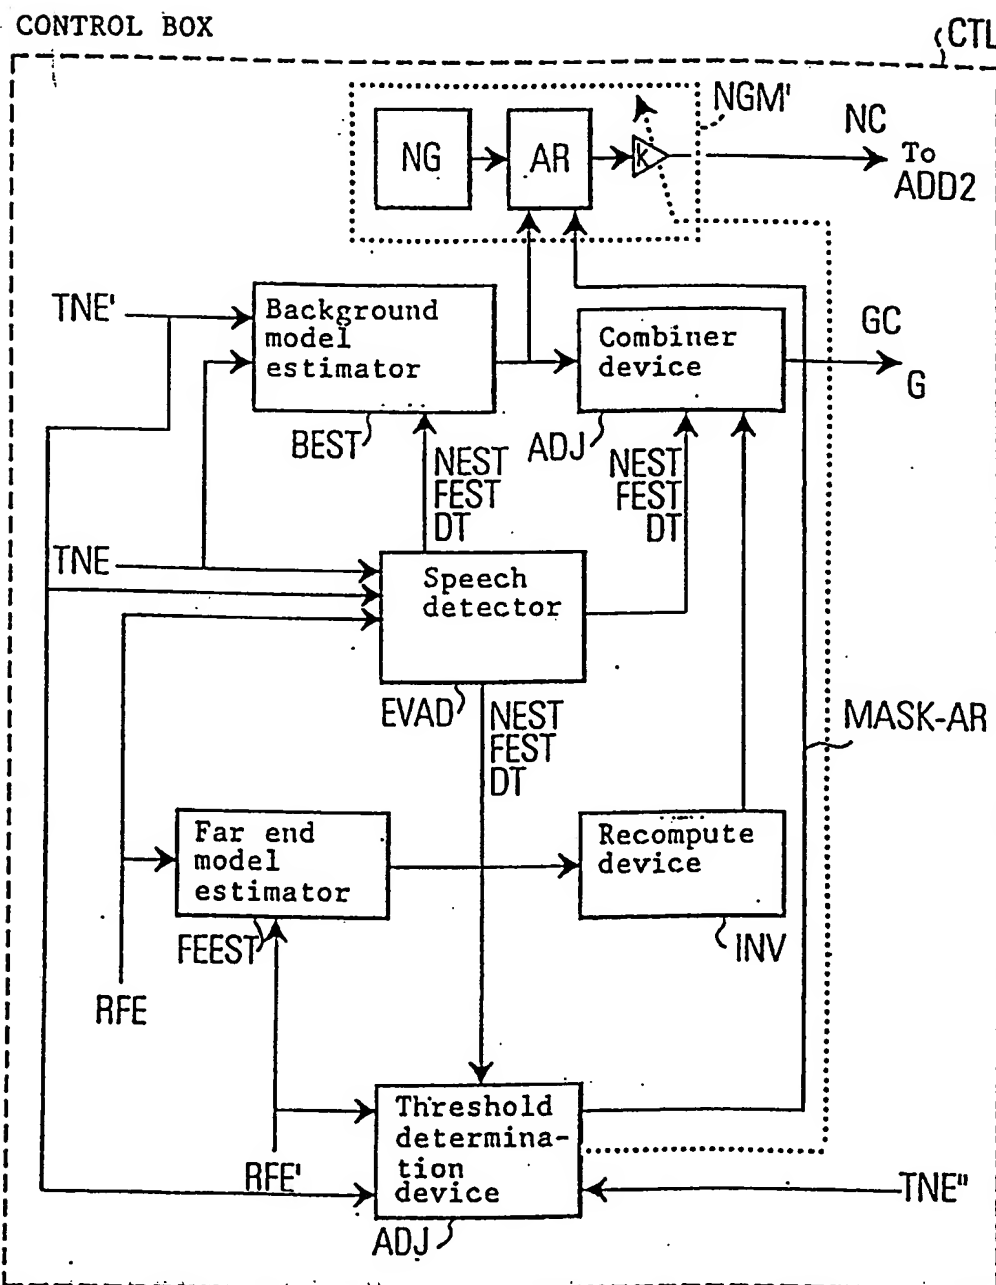 CONTROL BOX
CTL
NGM'
NG
AR
K
NC
To
ADD2
TNE'
Background
model
estimator
Combiner
device
GC
G
BEST
ADJ
NEST
FEST
DT
NEST
FEST
DT
TNE
Speech
detector
EVAD
NEST
FEST
DT
MASK-AR
Far end
model
estimator
Recompute
device
FEEST
INV
RFE
Threshold
determina-
tion
device
RFE'
TNE"
ADJ